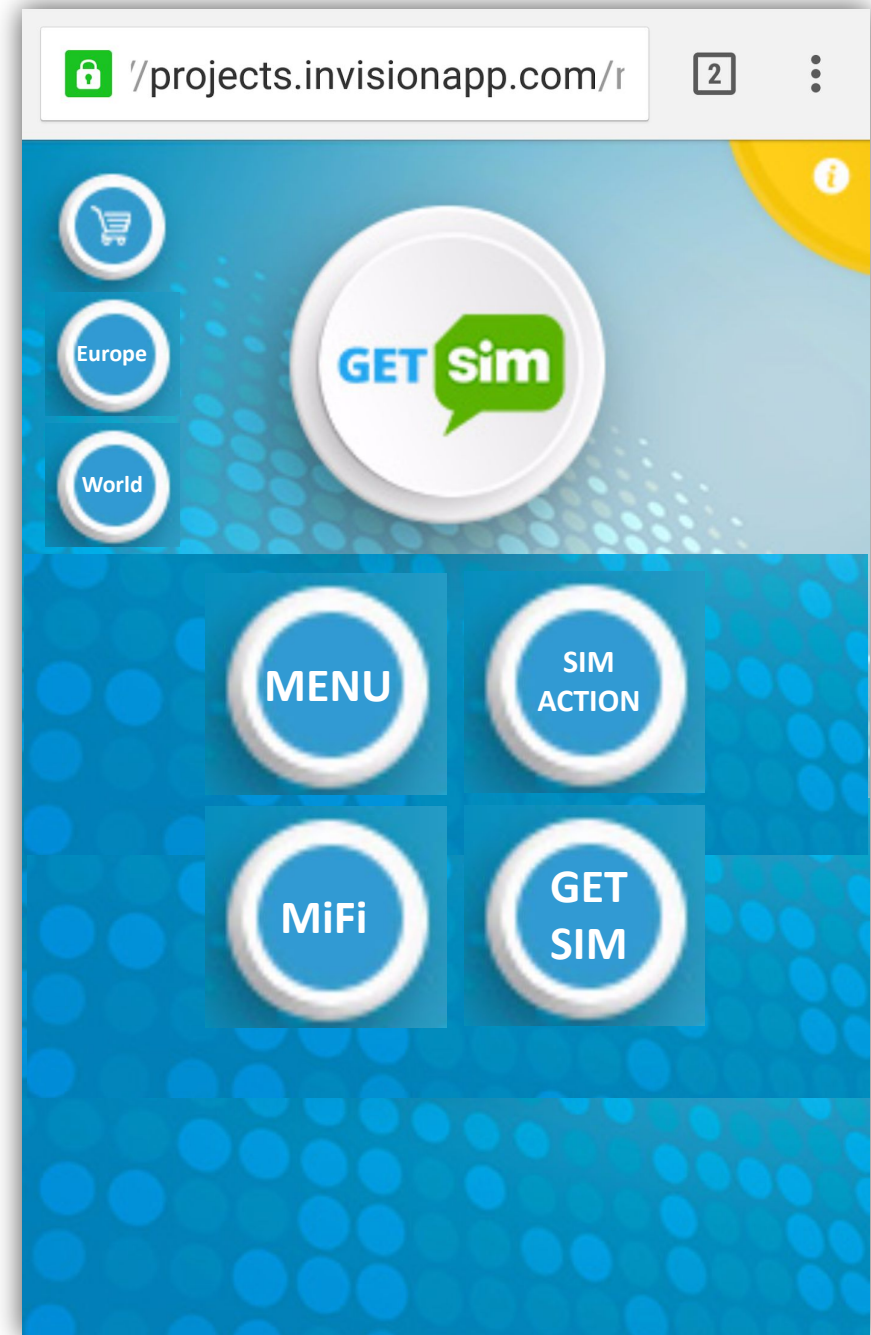 //projects.invisionapp.com/r
2
i
Europe
GET sim
World
MENU
SIM
ACTION
MiFi
GET
SIM